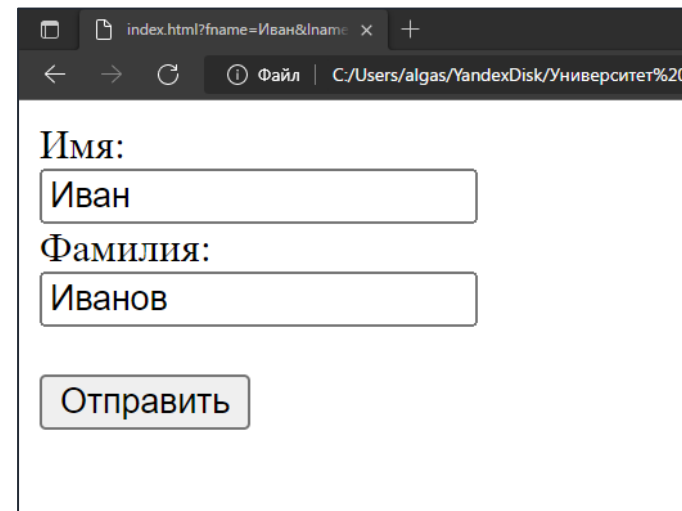 index.html?fname=Иван&lname
Файл C:/Users/algas/YandexDisk/Университет%20
Имя:
Иван
Фамилия:
Иванов
Отправить